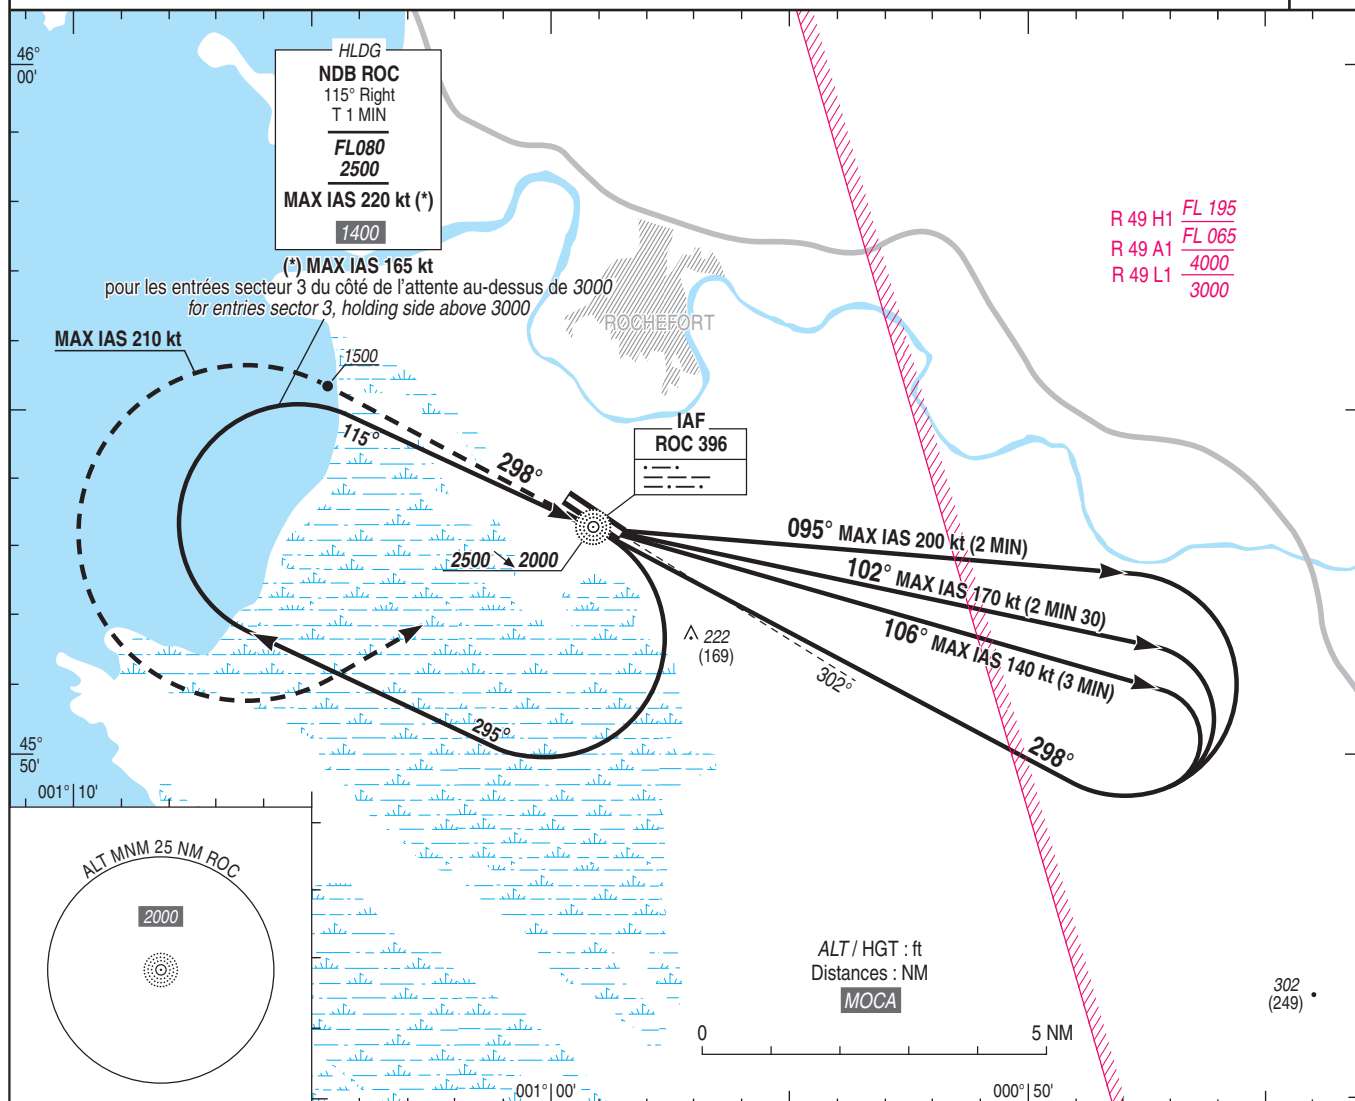 46°
00'
HLDG
NDB ROC
115° Right
T 1 MIN
FL080
2500
MAX IAS 220 kt (*)
1400
(*) MAX IAS 165 kt
pour les entrées secteur 3 du côté de l'attente au-dessus de 3000
for entries sector 3, holding side above 3000
R 49 H1 FL 195
R 49 A1 FL 065
4000
R 49 L1
3000
ROCHEFORT
MAX IAS 210 kt
1500
115°
298°
IAF
ROC 396
2500 2000
095° MAX IAS 200 kt (2 MIN)
102° MAX IAS 170 kt (2 MIN 30)
106° MAX IAS 140 kt (3 MIN)
222
(169)
302°
295°
298°
45°
50'
001° 10'
ALT MNM 25 NM ROC
2000
ALT / HGT : ft
Distances : NM
MOCA
302
(249)
0 5 NM
001° 00'
000° 50'